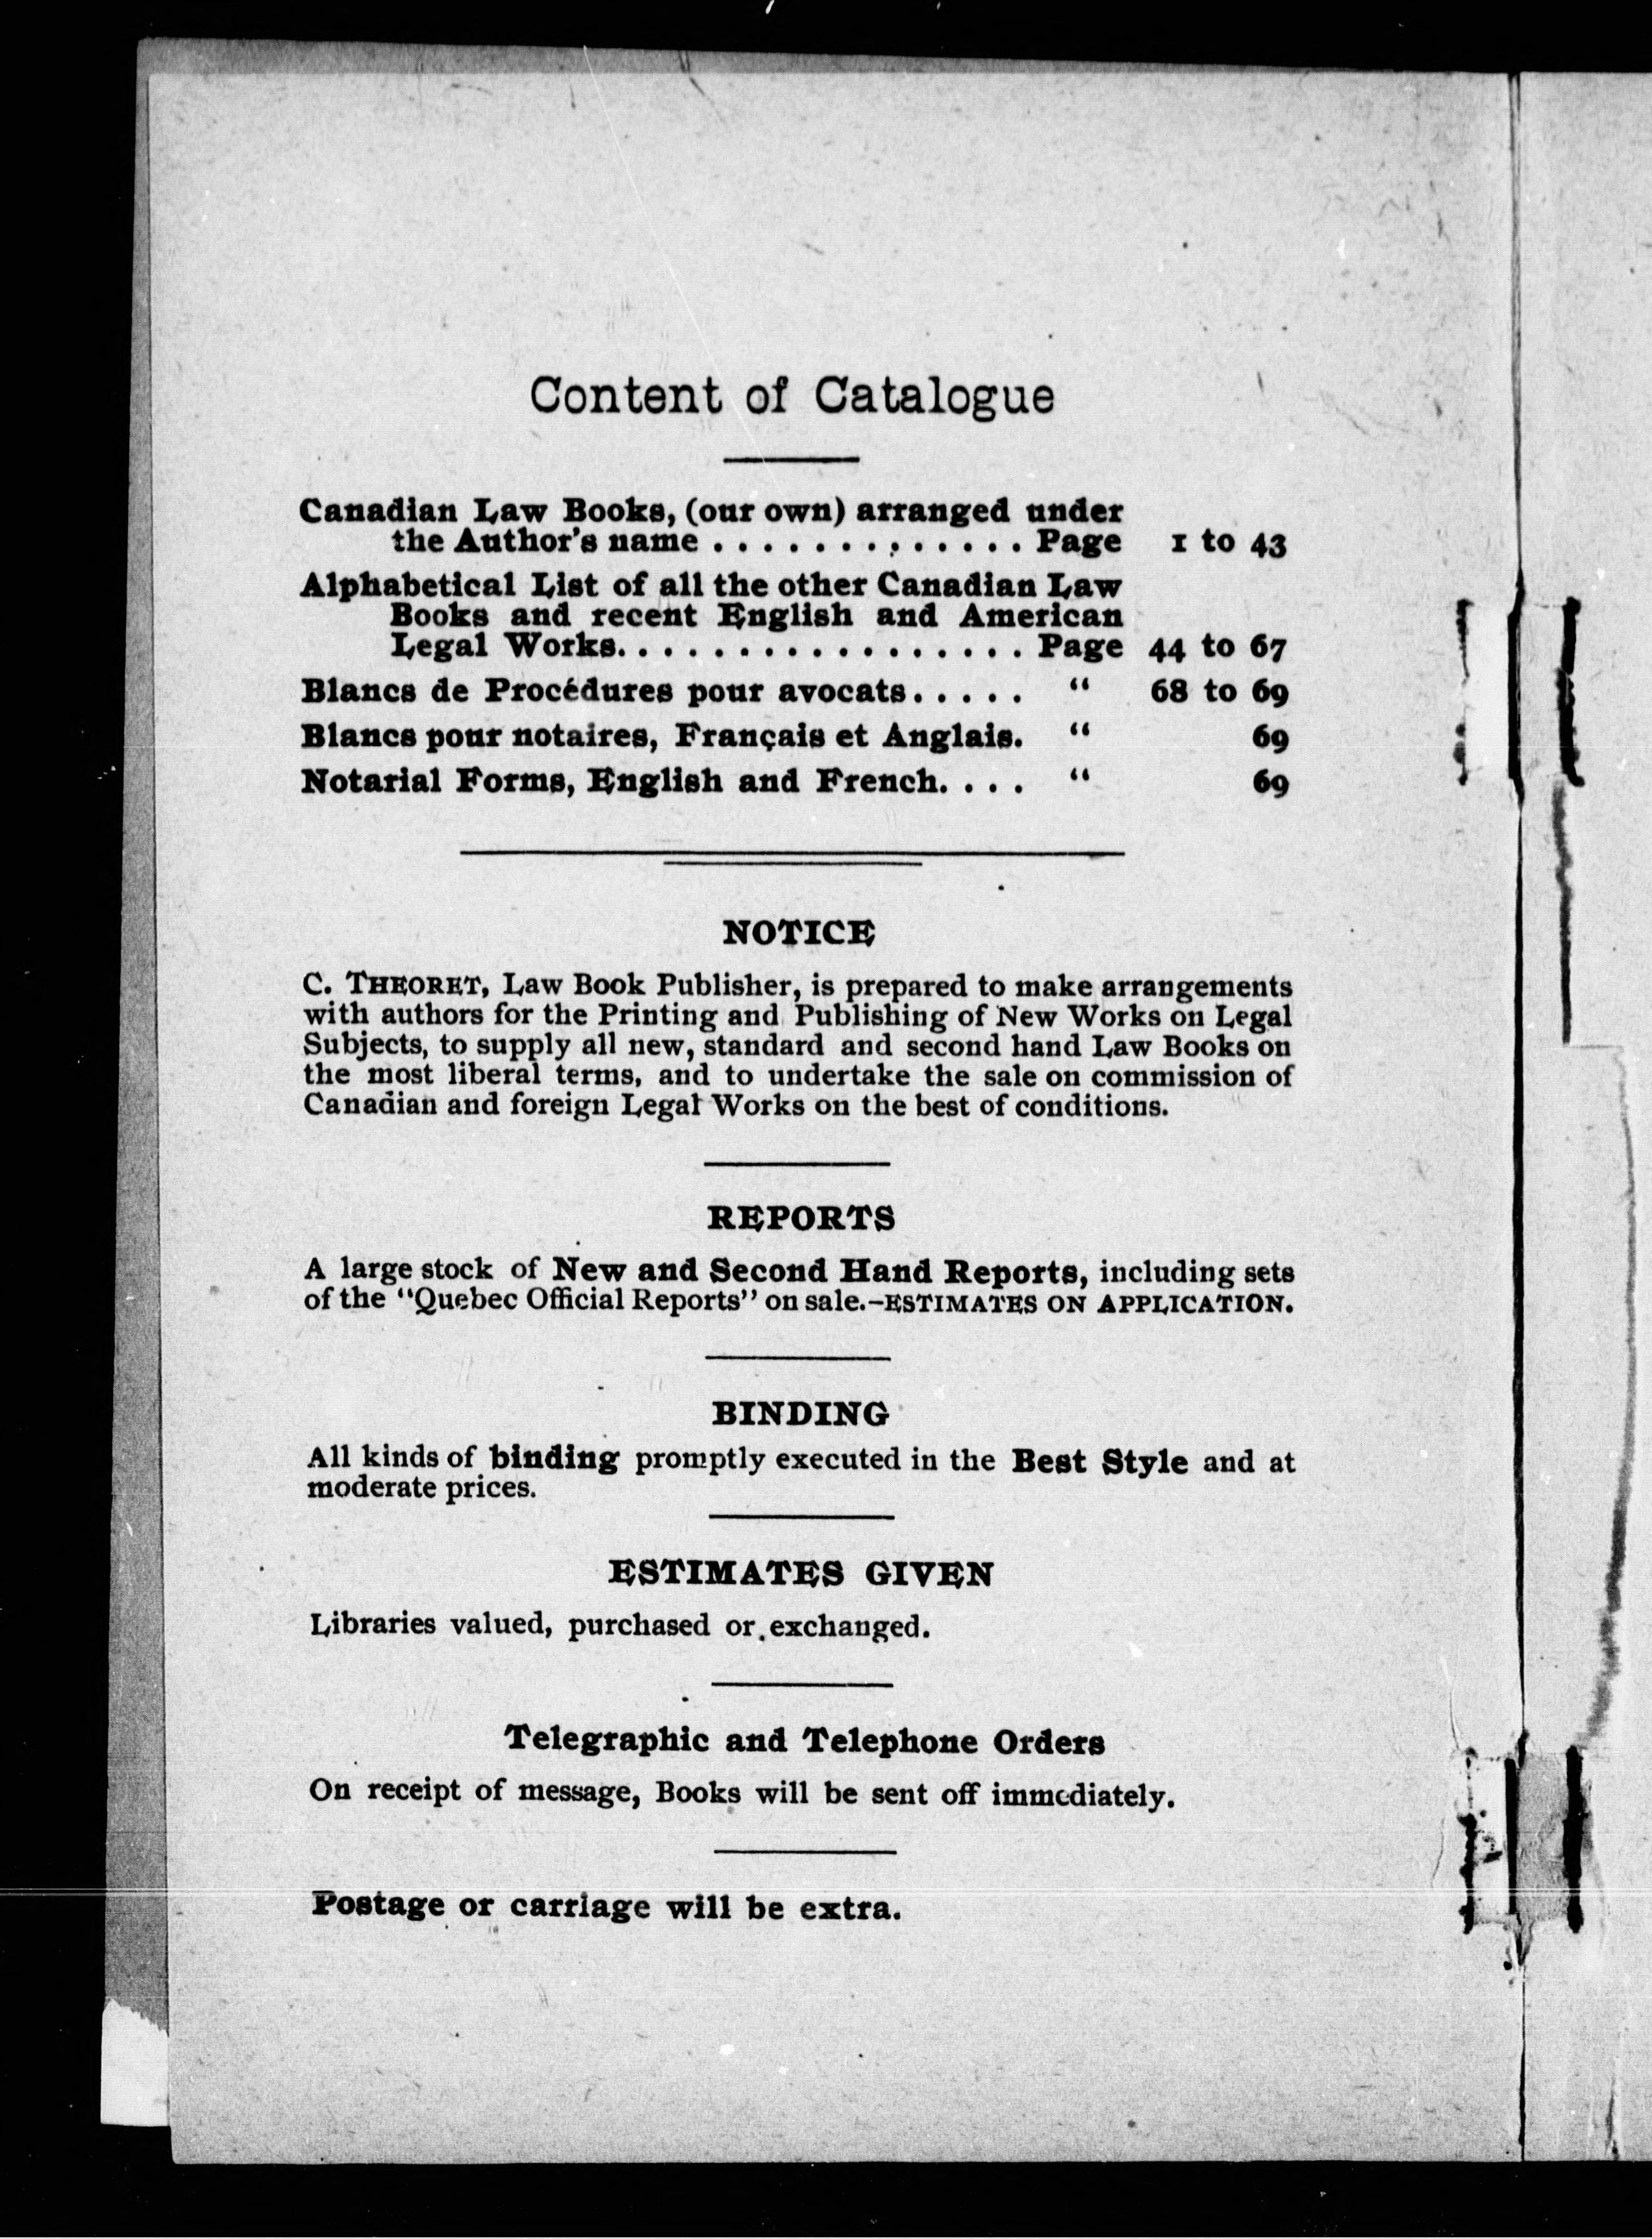 Content of Catalogue
Canadian Law Books, (our own) arranged under
the Author's name . . . . . . . . . . . . . Page 1 to 43
Alphabetical List of all the other Canadian Law
Books and recent English and American
Legal Works. . . . . . . . . . . . . . . . . Page 44 to 67
Blancs de Procédures pour avocats. . . . . “ 68 to 69
Blancs pour notaires, Français et Anglais. “ 69
Notarial Forms, English and French. . . . “ 69
NOTICE
C. THEORET, Law Book Publisher, is prepared to make arrangements
with authors for the Printing and Publishing of New Works on Legal
Subjects, to supply all new, standard and second hand Law Books on
the most liberal terms, and to undertake the sale on commission of
Canadian and foreign Legal Works on the best of conditions.
REPORTS
A large stock of New and Second Hand Reports, including sets
of the "Quebec Official Reports" on sale.–ESTIMATES ON APPLICATION.
BINDING
All kinds of binding promptly executed in the Best Style and at
moderate prices.
ESTIMATES GIVEN
Libraries valued, purchased or exchanged.
Telegraphic and Telephone Orders
On receipt of message, Books will be sent off immediately.
Postage or carriage will be extra.